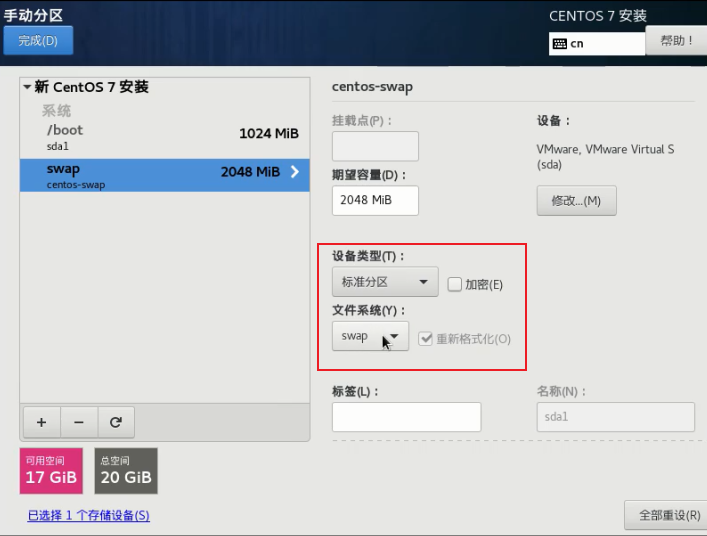 手动分区
CENTOS 7 安装
完成(D)
cn
帮助！
新 CentOS 7 安装
系统
/boot
1024 MiB
sda1
swap
2048 MiB
centos-swap
centos-swap
挂载点(P)：
设备：
VMware, VMware Virtual S
(sda)
期望容量(D)：
2048 MiB
修改...(M)
设备类型(T)：
标准分区
加密(E)
文件系统(Y)：
swap
重新格式化(O)
标签(L)：
名称(N)：
sda1
可用空间
17 GiB
总空间
20 GiB
已选择 1 个存储设备(S)
全部重设(R)